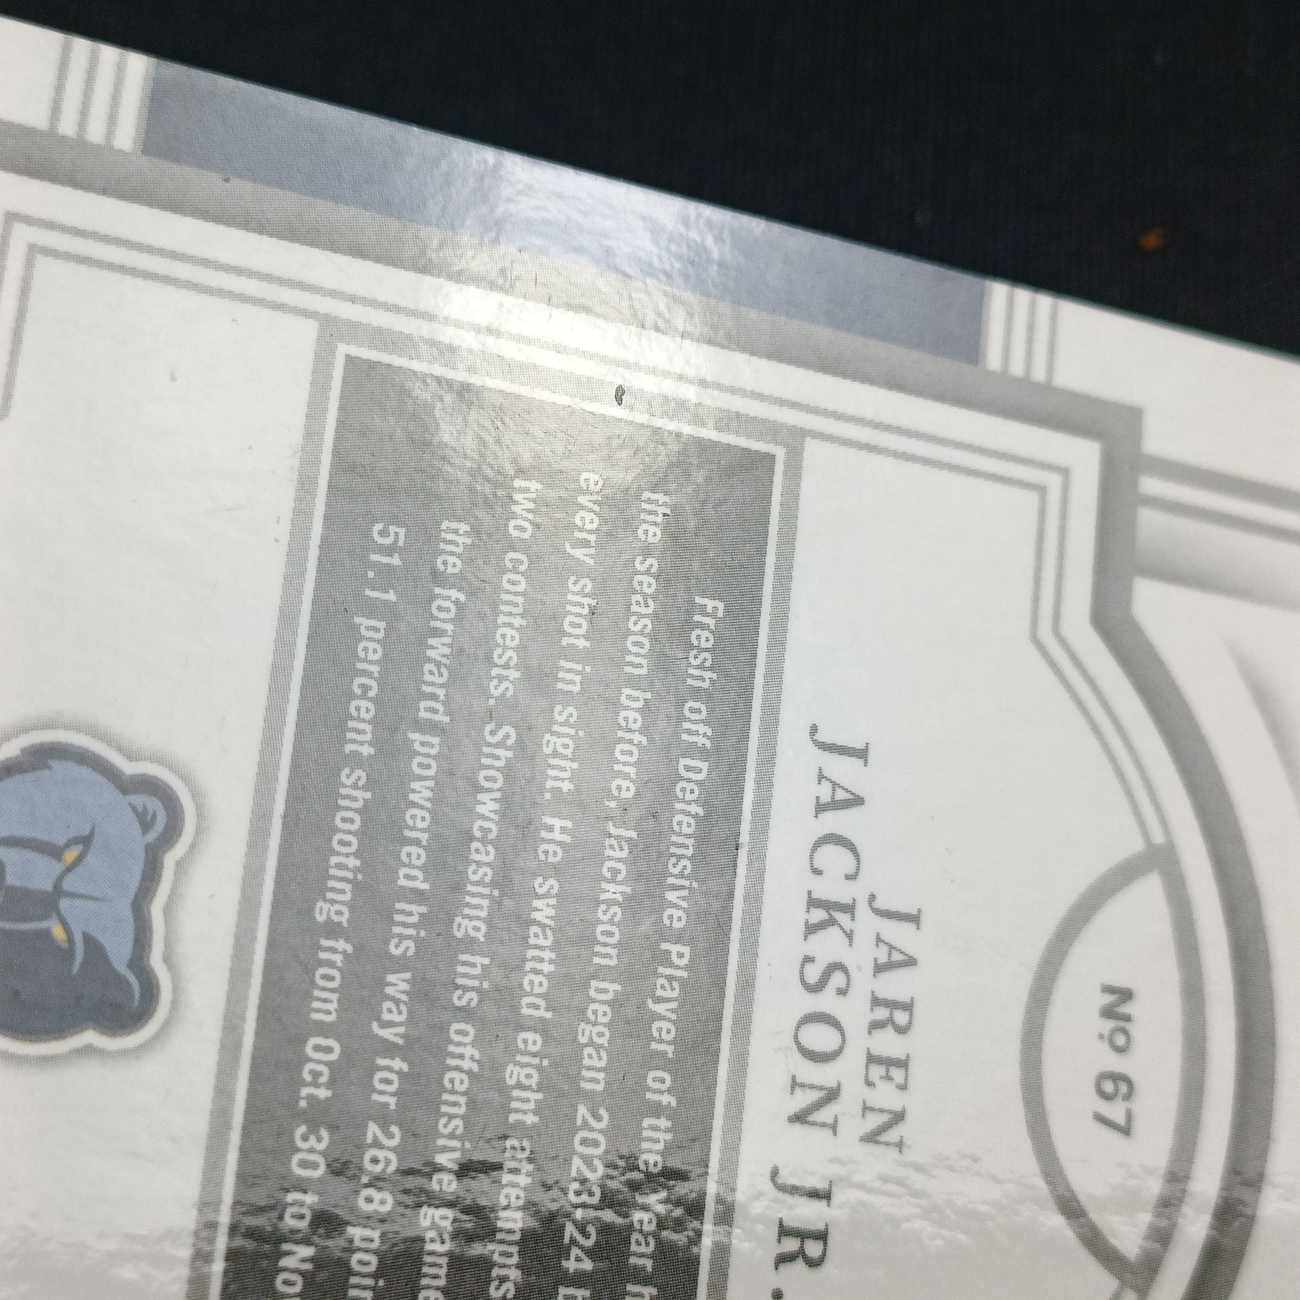 Nº 67
JAREN
JACKSON JR.
Fresh off Defensive Player of the Year
the season before, Jackson began 2023-24
every shot in sight. He swatted eight attempts
two contests. Showcasing his offensive game
the forward powered his way for 26.8
51.1 percent shooting from Oct. 30 to